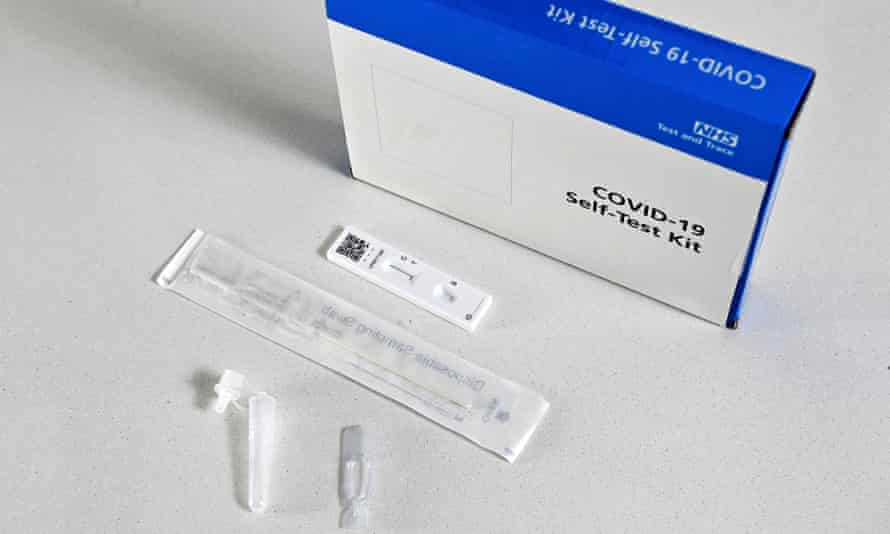 COVID-19 Self-Test Kit
NHS
Test and Trace
COVID-19
Self-Test Kit
C T
S
Disposable Sampling Swab